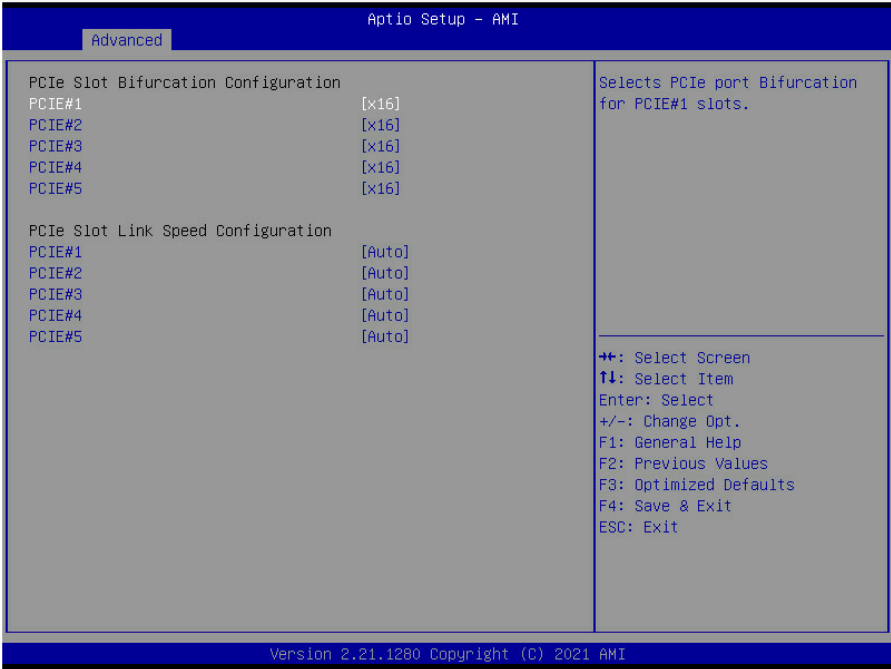 Aptio Setup – AMI
Advanced
PCIe Slot Bifurcation Configuration
PCIE#1 [x16]
PCIE#2 [x16]
PCIE#3 [x16]
PCIE#4 [x16]
PCIE#5 [x16]
PCIe Slot Link Speed Configuration
PCIE#1 [Auto]
PCIE#2 [Auto]
PCIE#3 [Auto]
PCIE#4 [Auto]
PCIE#5 [Auto]
Selects PCIe port Bifurcation
for PCIE#1 slots.
→←: Select Screen
↑↓: Select Item
Enter: Select
+/-: Change Opt.
F1: General Help
F2: Previous Values
F3: Optimized Defaults
F4: Save & Exit
ESC: Exit
Version 2.21.1280 Copyright (C) 2021 AMI